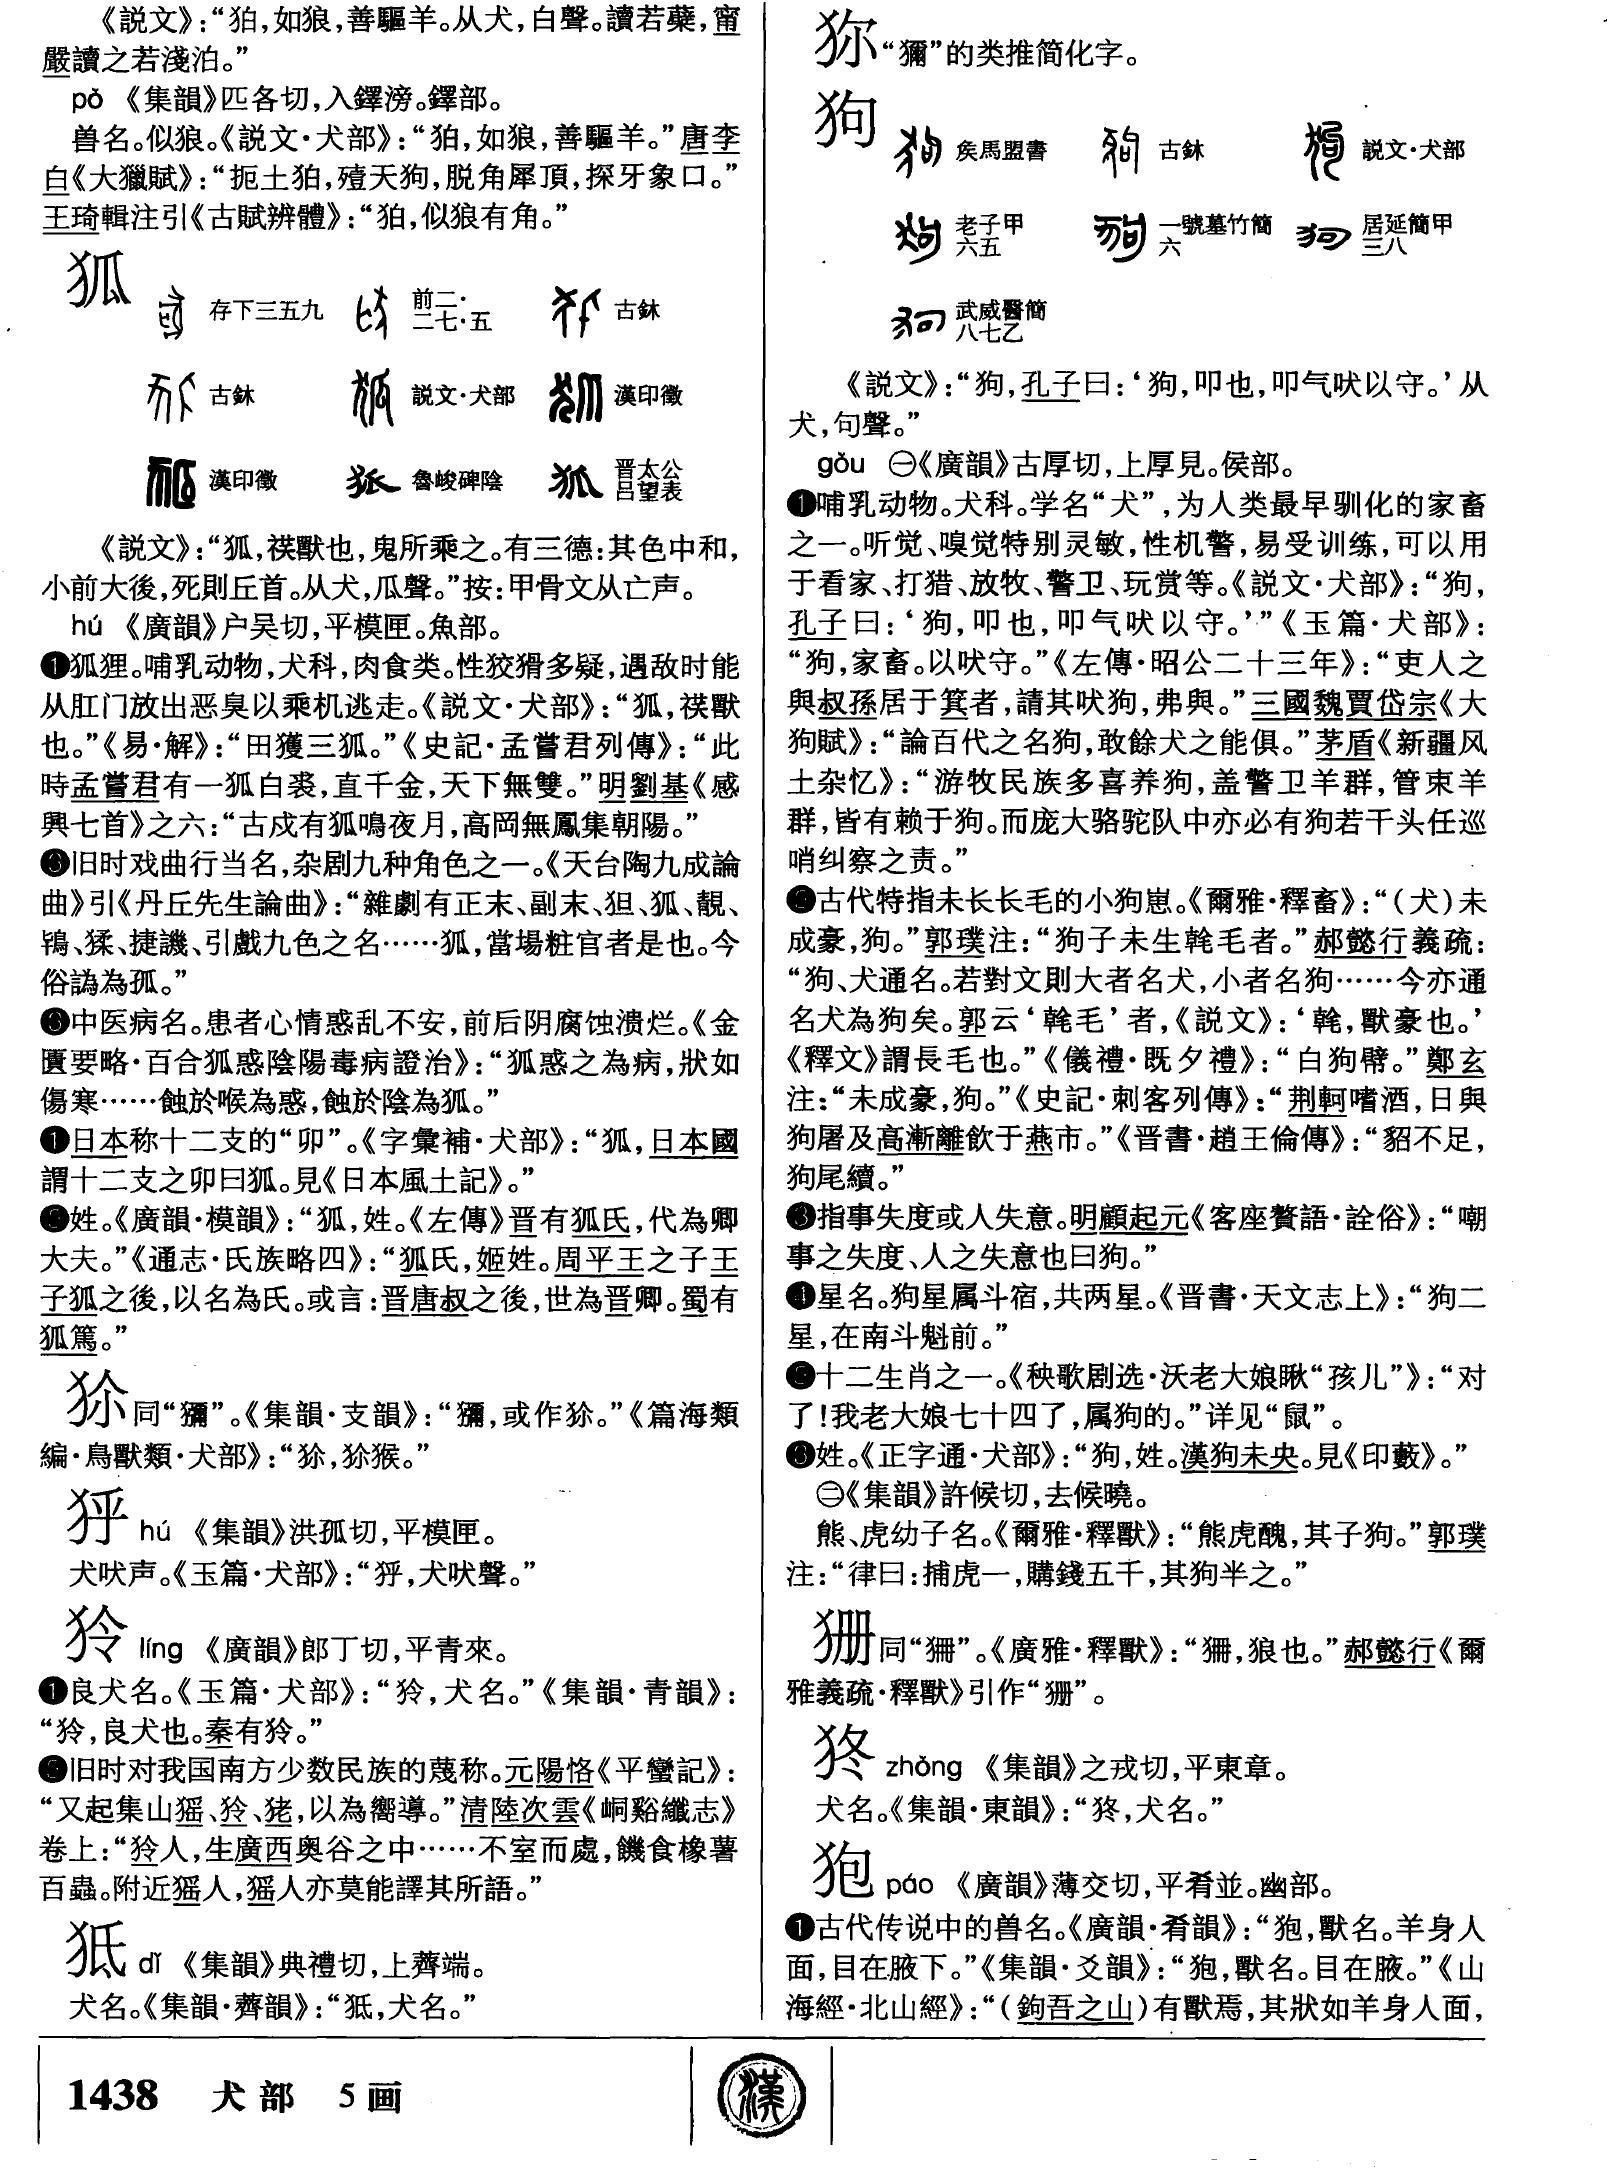 《説文》：“狛，如狼，善驅羊。从犬，白聲。讀若蘗，甯
嚴讀之若淺泊。”
pò 《集韻》匹各切，入鐸滂。鐸部。
兽名。似狼。《説文·犬部》：“狛，如狼，善驅羊。”唐李
白《大獵賦》：“扼土狛，殪天狗，脱角犀頂，探牙象口。”
王琦輯注引《古賦辨體》：“狛，似狼有角。”
狐
存下三五九 前二·二七·五 古鉥
古鉥 説文·犬部 漢印徵
漢印徵 魯峻碑陰 晋太公吕望表
《説文》：“狐，䄏獸也，鬼所乘之。有三德：其色中和，
小前大後，死則丘首。从犬，瓜聲。”按：甲骨文从亡声。
hú 《廣韻》户吴切，平模匣。魚部。
❶狐狸。哺乳动物，犬科，肉食类。性狡猾多疑，遇敌时能
从肛门放出恶臭以乘机逃走。《説文·犬部》：“狐，䄏獸
也。”《易·解》：“田獲三狐。”《史記·孟嘗君列傳》：“此
時孟嘗君有一狐白裘，直千金，天下無雙。”明劉基《感
興七首》之六：“古戍有狐鳴夜月，高岡無鳳集朝陽。”
❸旧时戏曲行当名，杂剧九种角色之一。《天台陶九成論
曲》引《丹丘先生論曲》：“雜劇有正末、副末、狚、狐、靚、
鴇、猱、捷譏、引戲九色之名……狐，當場粧官者是也。今
俗譌為孤。”
❸中医病名。患者心情惑乱不安，前后阴腐蚀溃烂。《金
匱要略·百合狐惑陰陽毒病證治》：“狐惑之為病，狀如
傷寒……蝕於喉為惑，蝕於陰為狐。”
❶日本称十二支的“卯”。《字彙補·犬部》：“狐，日本國
謂十二支之卯曰狐。見《日本風土記》。”
❺姓。《廣韻·模韻》：“狐，姓。《左傳》晋有狐氏，代為卿
大夫。”《通志·氏族略四》：“狐氏，姬姓。周平王之子王
子狐之後，以名為氏。或言：晋唐叔之後，世為晋卿。蜀有
狐篤。”
狝同“獮”。《集韻·支韻》：“獮，或作狝。”《篇海類
編·鳥獸類·犬部》：“狝，狝猴。”
狩 hú 《集韻》洪孤切，平模匣。
犬吠声。《玉篇·犬部》：“㹤，犬吠聲。”
狑 líng 《廣韻》郎丁切，平青來。
❶良犬名。《玉篇·犬部》：“狑，犬名。”《集韻·青韻》：
“狑，良犬也。秦有狑。”
❷旧时对我国南方少数民族的蔑称。元陽恪《平蠻記》：
“又起集山猺、狑、狫，以為嚮導。”清陸次雲《峒谿纖志》
卷上：“狑人，生廣西奥谷之中……不室而處，饑食橡薯
百蟲。附近猺人，猺人亦莫能譯其所語。”
㹝 dǐ 《集韻》典禮切，上薺端。
犬名。《集韻·薺韻》：“㹝，犬名。”
狝“獼”的类推简化字。
狗
矦馬盟書 古鉥 説文·犬部
老子甲六五 一號墓竹簡六 居延簡甲三八
武威醫簡八七乙
《説文》：“狗，孔子曰：‘狗，叩也，叩气吠以守。’从
犬，句聲。”
gǒu ㊀《廣韻》古厚切，上厚見。侯部。
❶哺乳动物。犬科。学名“犬”，为人类最早驯化的家畜
之一。听觉、嗅觉特别灵敏，性机警，易受训练，可以用
于看家、打猎、放牧、警卫、玩赏等。《説文·犬部》：“狗，
孔子曰：‘狗，叩也，叩气吠以守。’”《玉篇·犬部》：
“狗，家畜。以吠守。”《左傳·昭公二十三年》：“吏人之
與叔孫居于箕者，請其吠狗，弗與。”三國魏賈岱宗《大
狗賦》：“論百代之名狗，敢餘犬之能俱。”茅盾《新疆风
土杂忆》：“游牧民族多喜养狗，盖警卫羊群，管束羊
群，皆有赖于狗。而庞大骆驼队中亦必有狗若干头任巡
哨纠察之责。”
❷古代特指未长长毛的小狗崽。《爾雅·釋畜》：“（犬）未
成豪，狗。”郭璞注：“狗子未生㲦毛者。”郝懿行義疏：
“狗、犬通名。若對文則大者名犬，小者名狗……今亦通
名犬為狗矣。郭云‘㲦毛’者，《説文》：‘㲦，獸豪也。’
《釋文》謂長毛也。”《儀禮·既夕禮》：“白狗幦。”鄭玄
注：“未成豪，狗。”《史記·刺客列傳》：“荆軻嗜酒，日與
狗屠及高漸離飲于燕市。”《晋書·趙王倫傳》：“貂不足，
狗尾續。”
❸指事失度或人失意。明顧起元《客座贅語·詮俗》：“嘲
事之失度、人之失意也曰狗。”
❹星名。狗星属斗宿，共两星。《晋書·天文志上》：“狗二
星，在南斗魁前。”
❺十二生肖之一。《秧歌剧选·沃老大娘瞅“孩儿”》：“对
了！我老大娘七十四了，属狗的。”详见“鼠”。
❸姓。《正字通·犬部》：“狗，姓。漢狗未央。見《印藪》。”
㊁《集韻》許候切，去候曉。
熊、虎幼子名。《爾雅·釋獸》：“熊虎醜，其子狗。”郭璞
注：“律曰：捕虎一，購錢五千，其狗半之。”
狦同“㹪”。《廣雅·釋獸》：“㹪，狼也。”郝懿行《爾
雅義疏·釋獸》引作“狦”。
㹣 zhǒng 《集韻》之戎切，平東章。
犬名。《集韻·東韻》：“㹣，犬名。”
狍 páo 《廣韻》薄交切，平肴並。幽部。
❶古代传说中的兽名。《廣韻·肴韻》：“狍，獸名。羊身人
面，目在腋下。”《集韻·爻韻》：“狍，獸名。目在腋。”《山
海經·北山經》：“（鉤吾之山）有獸焉，其狀如羊身人面，
1438 犬部 5画
漢